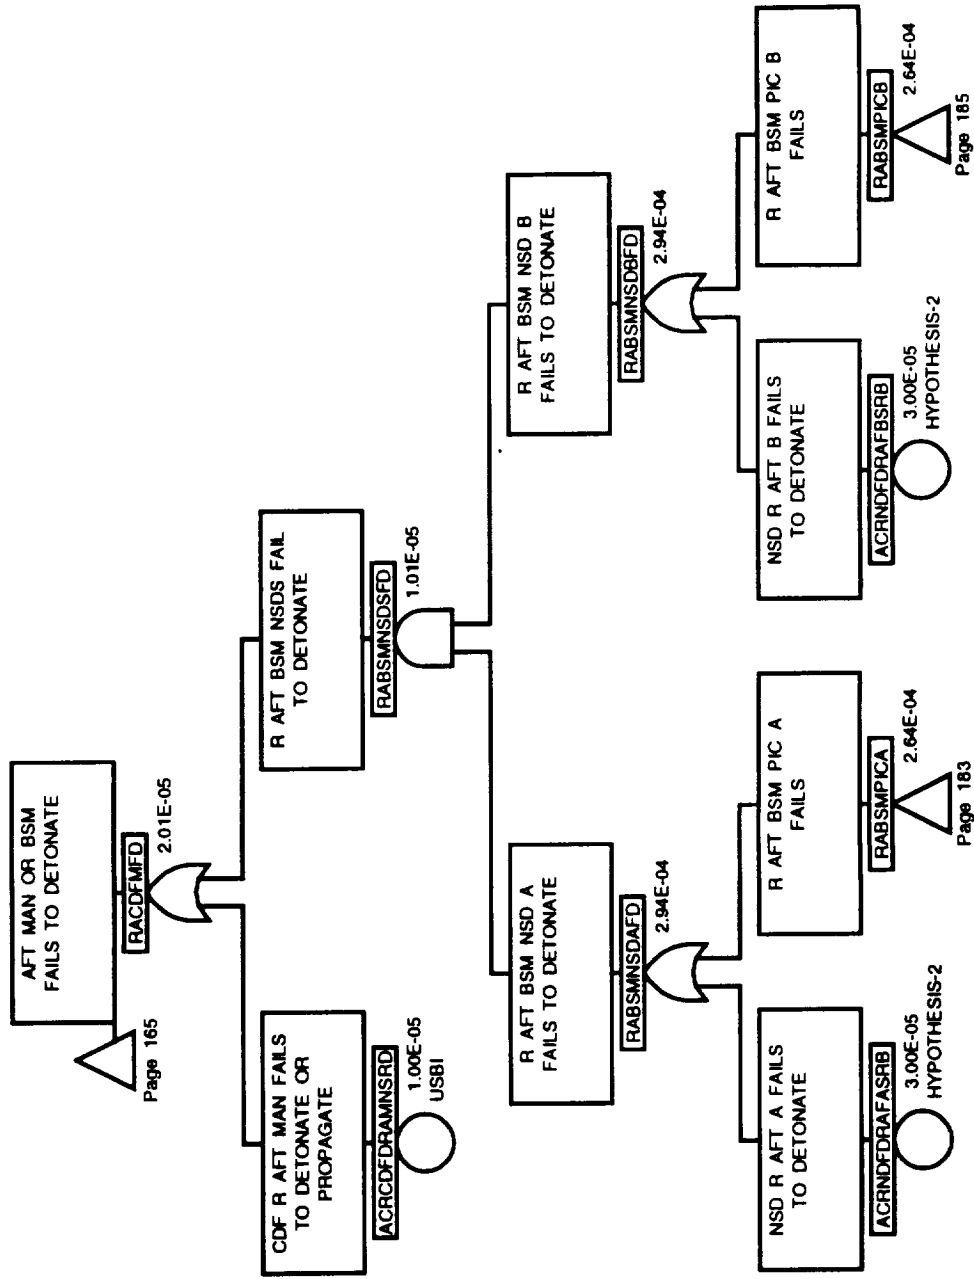 AFT MAN OR BSM
FAILS TO DETONATE
RACDFMFD
2.01E-05
Page 165
CDF R AFT MAN FAILS
TO DETONATE OR
PROPAGATE
ACRCDFDRAMNSRD
1.00E-05
USBI
R AFT BSM NSDS FAIL
TO DETONATE
RABSMNSDSFD
1.01E-05
R AFT BSM NSD A
FAILS TO DETONATE
RABSMNSDAFD
2.94E-04
R AFT BSM NSD B
FAILS TO DETONATE
RABSMNSDBFD
2.94E-04
NSD R AFT A FAILS
TO DETONATE
ACRNDFDRAFASRB
3.00E-05
HYPOTHESIS-2
R AFT BSM PIC A
FAILS
RABSMPICA
2.64E-04
Page 183
NSD R AFT B FAILS
TO DETONATE
ACRNDFDRAFBSRB
3.00E-05
HYPOTHESIS-2
R AFT BSM PIC B
FAILS
RABSMPICB
2.64E-04
Page 185